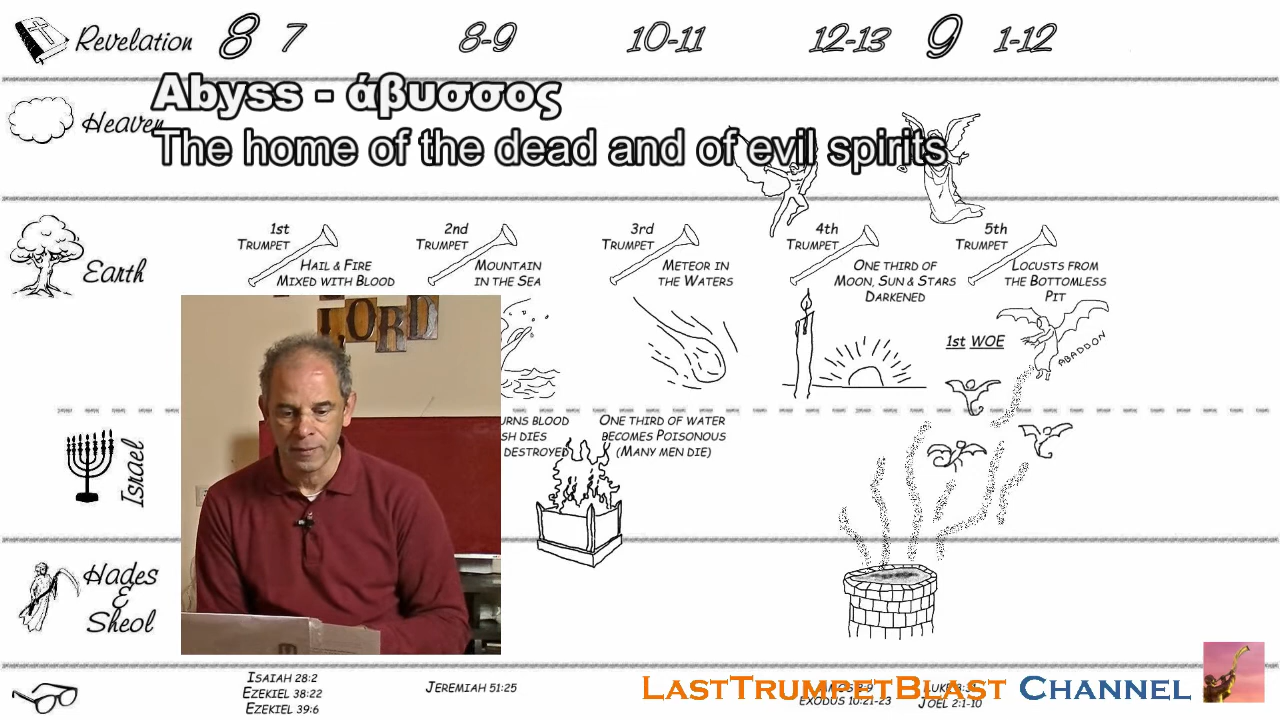 Revelation 8 7 8-9 10-11 12-13 9 1-12
Abyss - άβυσσος
Heaven
The home of the dead and of evil spirits
1st TRUMPET
HAIL & FIRE
MIXED WITH BLOOD
2nd TRUMPET
MOUNTAIN
IN THE SEA
3rd TRUMPET
METEOR IN
THE WATERS
4th TRUMPET
ONE THIRD OF
MOON, SUN & STARS
DARKENED
5th TRUMPET
LOCUSTS FROM
THE BOTTOMLESS
PIT
Earth
LORD
1st WOE
ABADDON
URNS BLOOD
SH DIES
DESTROYED
ONE THIRD OF WATER
BECOMES POISONOUS
(MANY MEN DIE)
Israel
Hades
&
Sheol
ISAIAH 28:2
EZEKIEL 38:22
EZEKIEL 39:6
JEREMIAH 51:25
EXODUS 10:21-23
JOEL 2:1-10
LASTTRUMPETBLAST CHANNEL